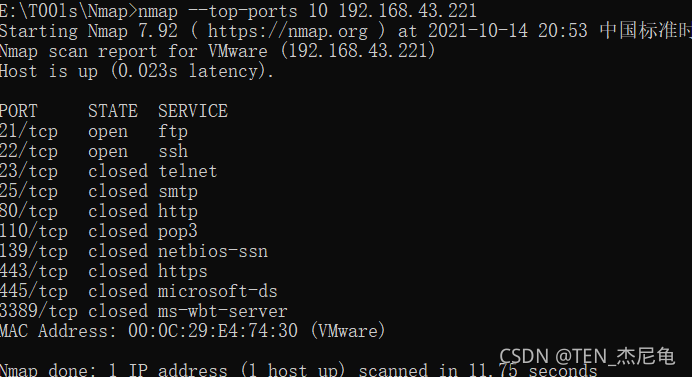 E:\TOOls\Nmap>nmap --top-ports 10 192.168.43.221
Starting Nmap 7.92 ( https://nmap.org ) at 2021-10-14 20:53 中国标准时
Nmap scan report for VMware (192.168.43.221)
Host is up (0.023s latency).
PORT STATE SERVICE
21/tcp open ftp
22/tcp open ssh
23/tcp closed telnet
25/tcp closed smtp
80/tcp closed http
110/tcp closed pop3
139/tcp closed netbios-ssn
443/tcp closed https
445/tcp closed microsoft-ds
3389/tcp closed ms-wbt-server
MAC Address: 00:0C:29:E4:74:30 (VMware)
Nmap done: 1 IP address (1 host up) scanned in 11.75 seconds
CSDN @TEN_杰尼龟